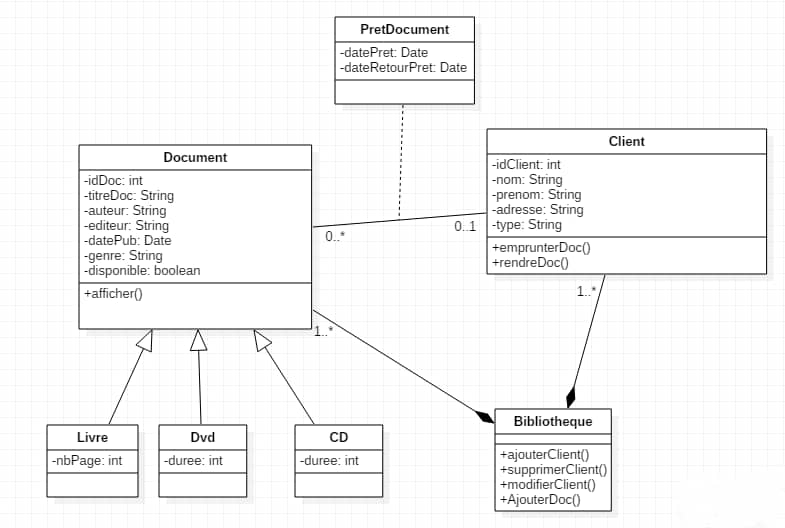 PretDocument
-datePret: Date
-dateRetourPret: Date
Client
-idClient: int
-nom: String
-prenom: String
-adresse: String
-type: String
+emprunterDoc()
+rendreDoc()
Document
-idDoc: int
-titreDoc: String
-auteur: String
-editeur: String
-datePub: Date
-genre: String
-disponible: boolean
+afficher()
0..*
0..1
1..*
1..*
Livre
-nbPage: int
Dvd
-duree: int
CD
-duree: int
Bibliotheque
+ajouterClient()
+supprimerClient()
+modifierClient()
+AjouterDoc()